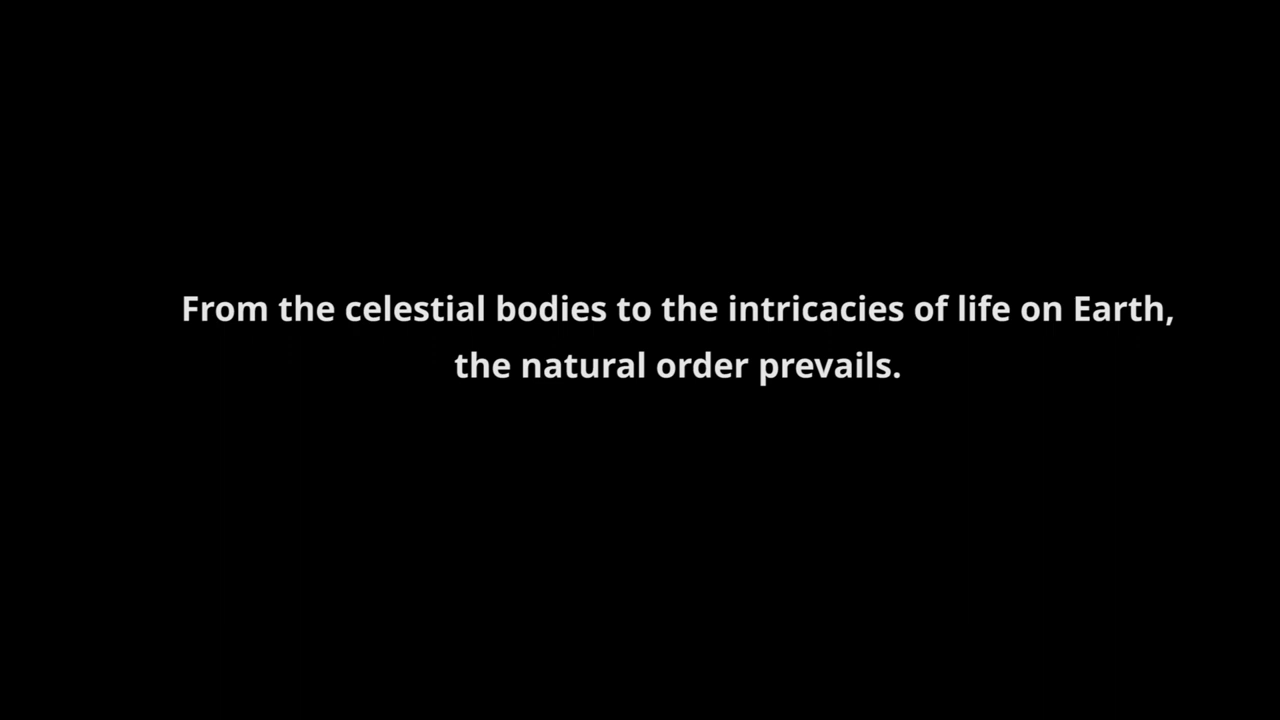 From the celestial bodies to the intricacies of life on Earth,
the natural order prevails.